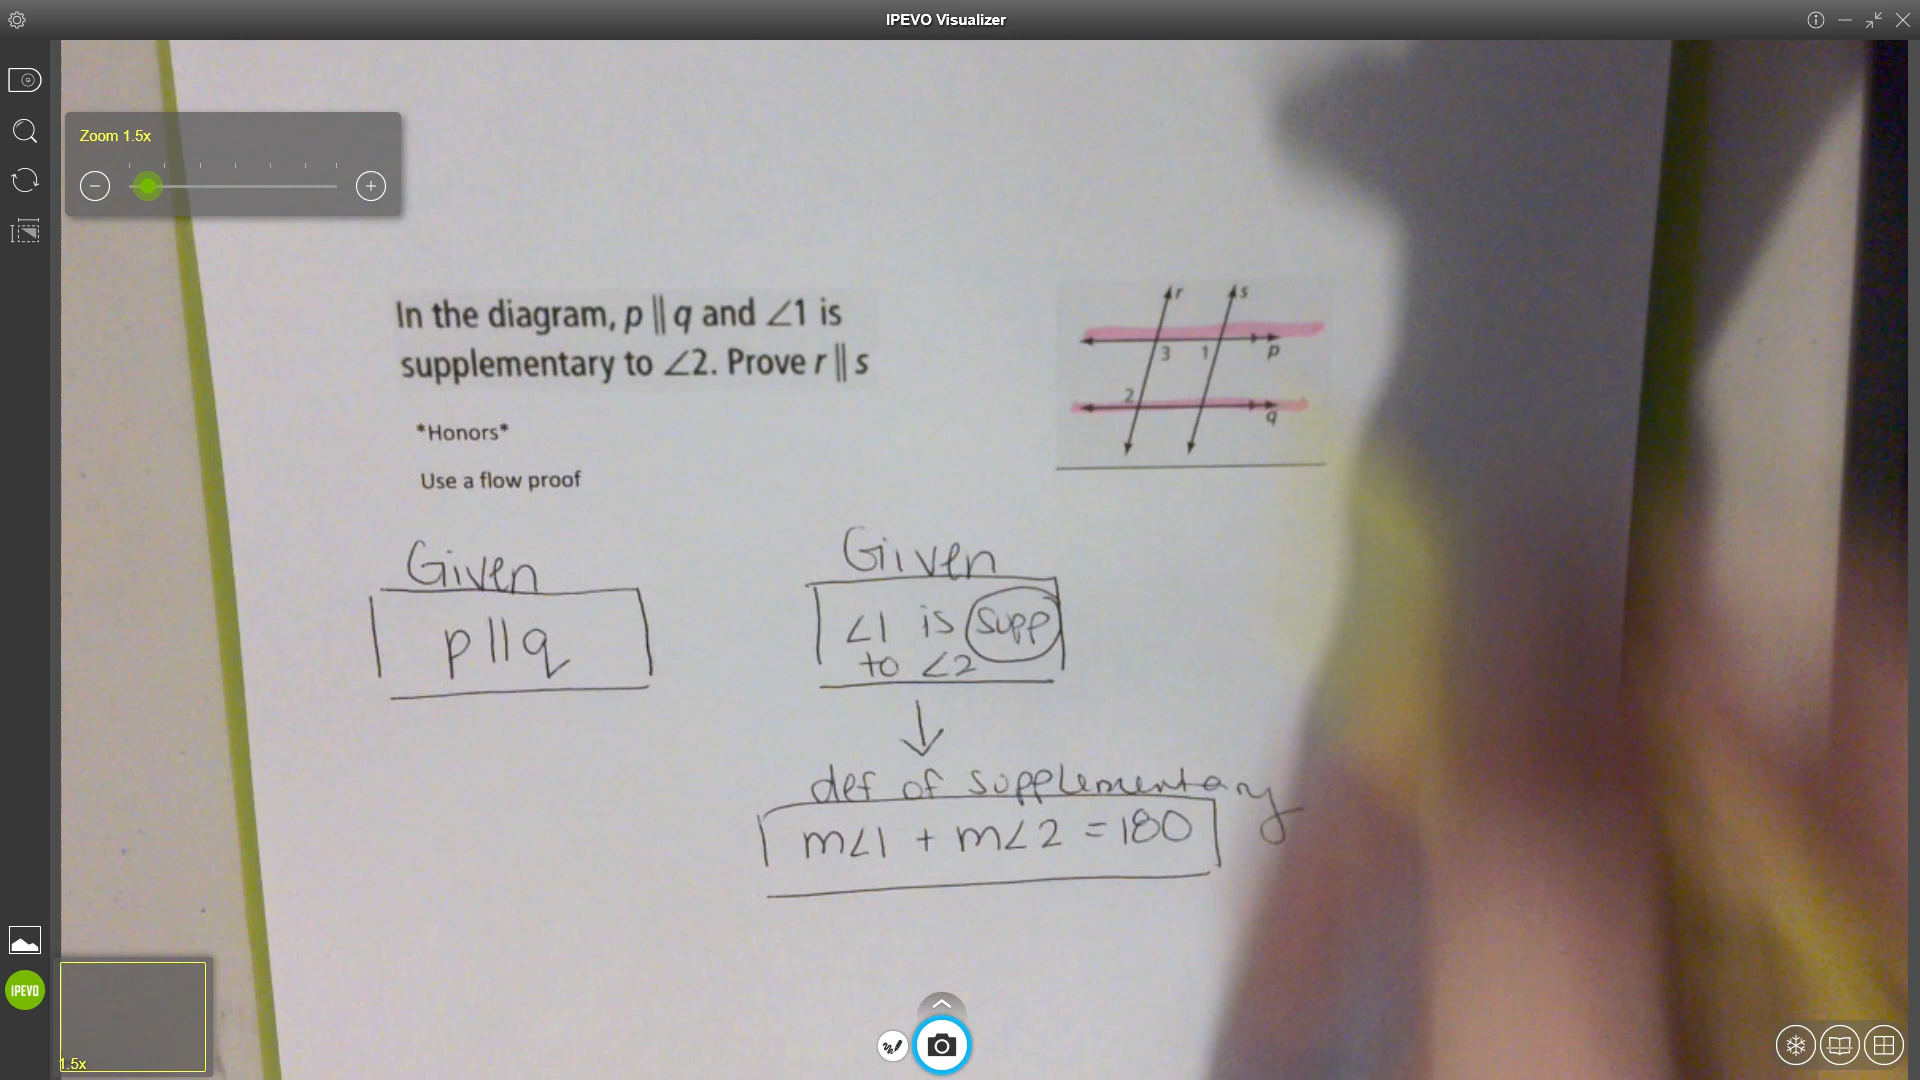 IPEVO Visualizer
Zoom 1.5x
In the diagram, p ∥ q and ∠1 is
supplementary to ∠2. Prove r ∥ s
*Honors*
Use a flow proof
r
s
3
1
p
2
q
Given
p ∥ q
Given
∠1 is supp
to ∠2
def of supplementary
m∠1 + m∠2 = 180
IPEVO
1.5x